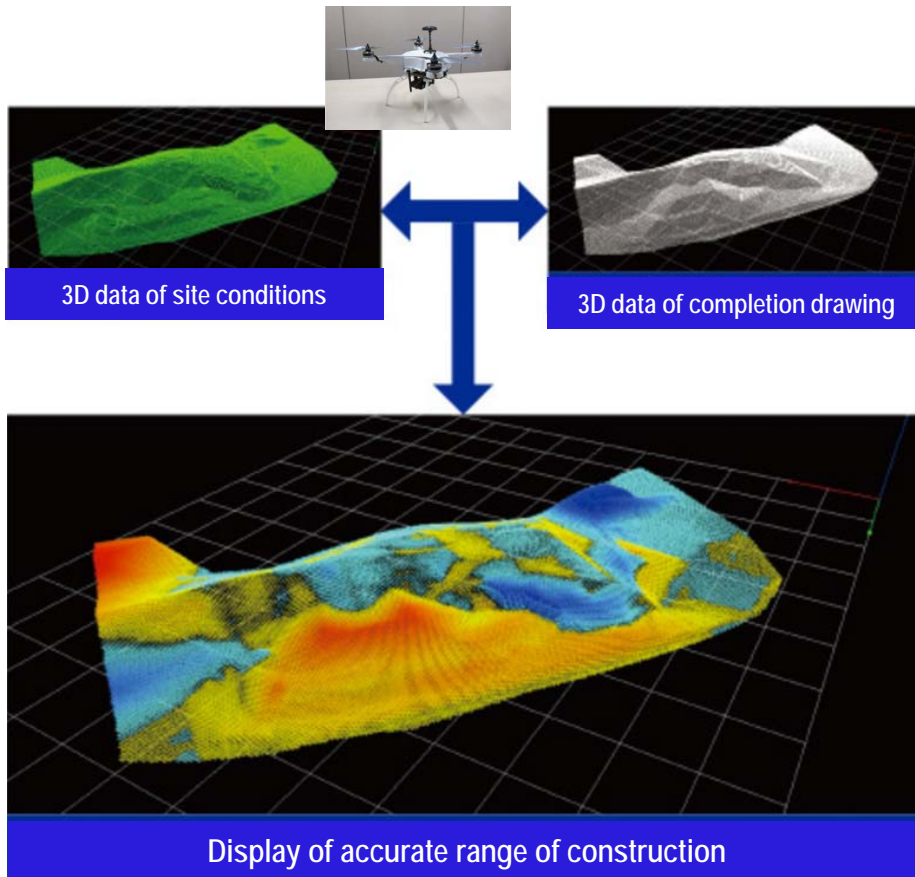 3D data of site conditions
3D data of completion drawing
Display of accurate range of construction